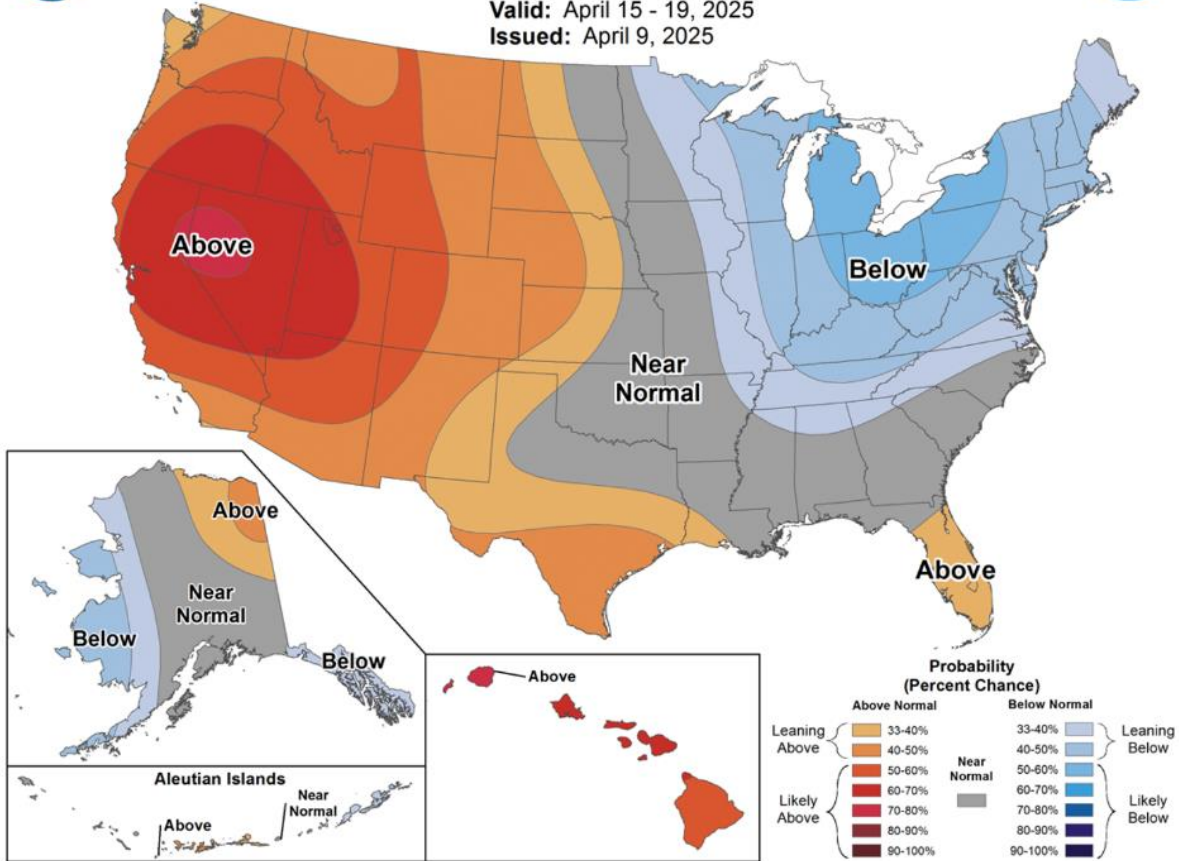 Valid: April 15 - 19, 2025
Issued: April 9, 2025
Above
Below
Near
Normal
Above
Above
Near
Normal
Below
Below
Above
Aleutian Islands
Near
Normal
Above
Probability
(Percent Chance)
Above Normal
Below Normal
Leaning
Above
33-40%
40-50%
33-40%
40-50%
Leaning
Below
Near
Normal
Likely
Above
50-60%
60-70%
70-80%
80-90%
90-100%
50-60%
60-70%
70-80%
80-90%
90-100%
Likely
Below